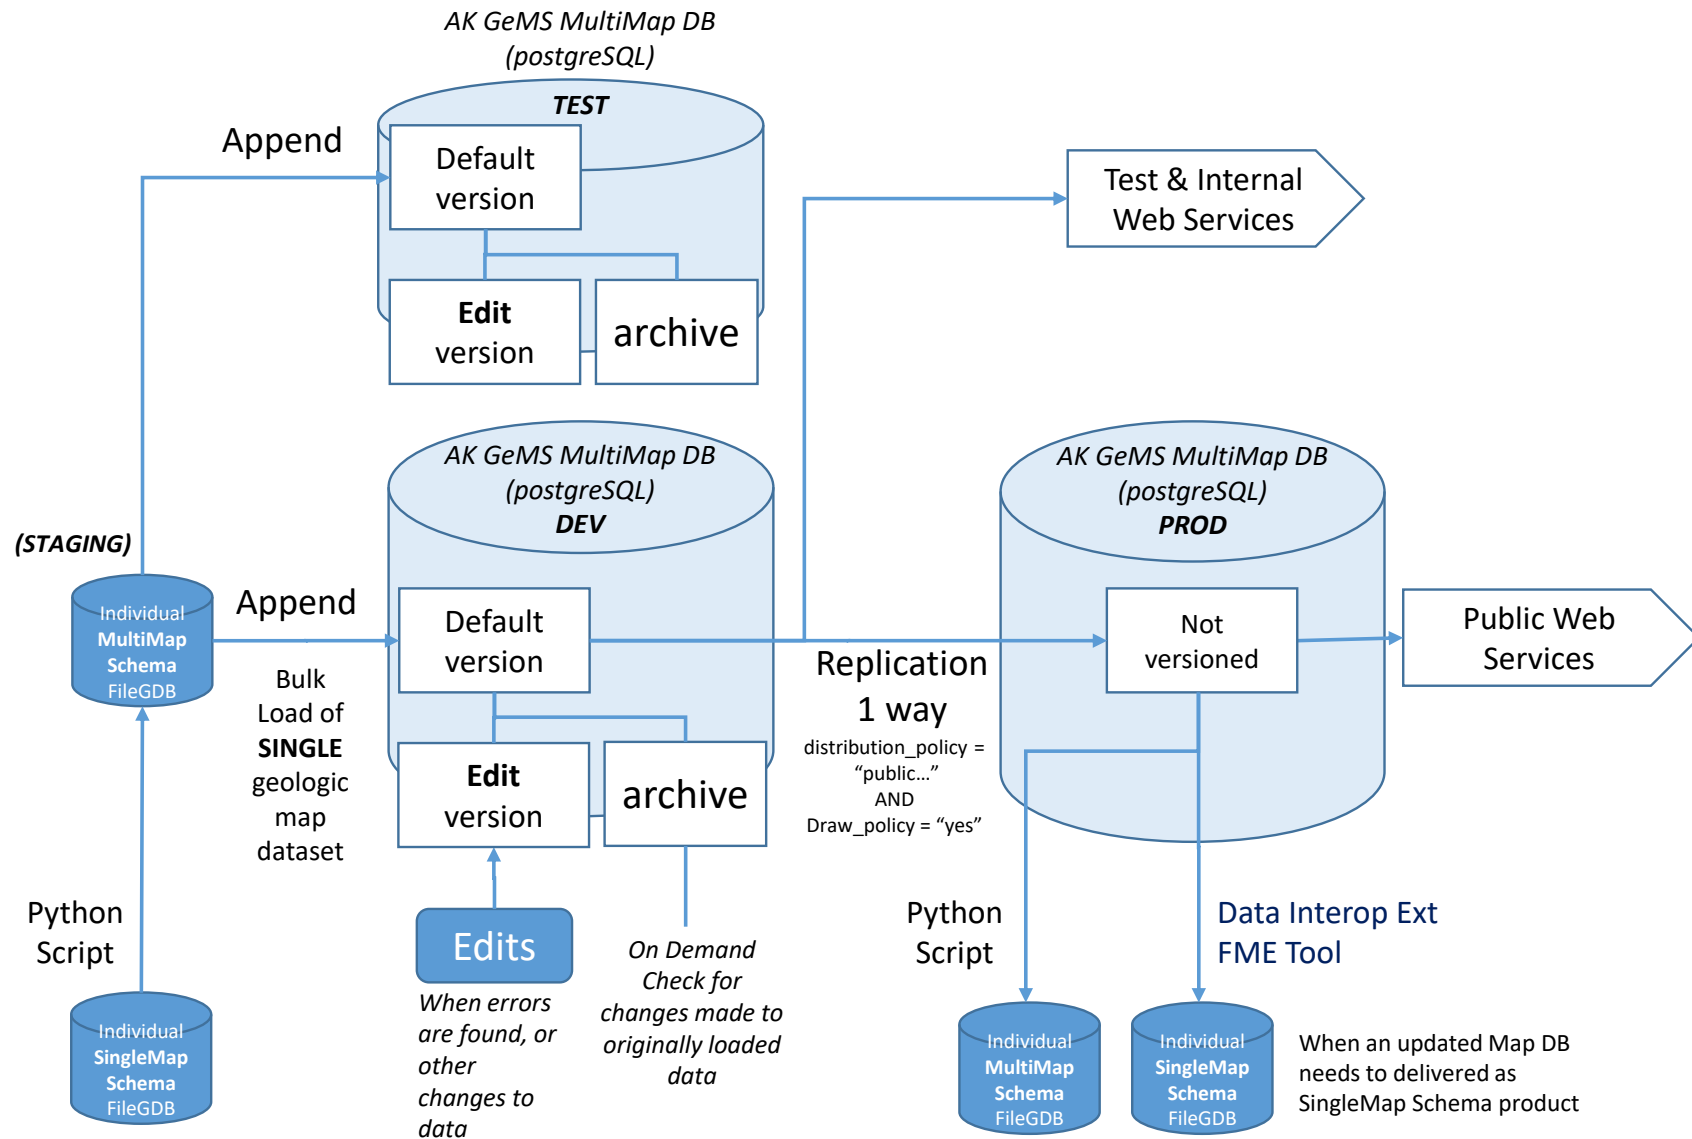 AK GeMS MultiMap DB
(postgreSQL)
TEST
Append
Default
version
Edit
version
archive
Test & Internal
Web Services
(STAGING)
Individual
MultiMap
Schema
FileGDB
Append
Bulk
Load of
SINGLE
geologic
map
dataset
Python
Script
Individual
SingleMap
Schema
FileGDB
AK GeMS MultiMap DB
(postgreSQL)
DEV
Default
version
Edit
version
archive
Edits
When errors
are found, or
other
changes to
data
On Demand
Check for
changes made to
originally loaded
data
Replication
1 way
distribution_policy =
“public…”
AND
Draw_policy = “yes”
AK GeMS MultiMap DB
(postgreSQL)
PROD
Not
versioned
Public Web
Services
Python
Script
Data Interop Ext
FME Tool
Individual
MultiMap
Schema
FileGDB
Individual
SingleMap
Schema
FileGDB
When an updated Map DB
needs to delivered as
SingleMap Schema product